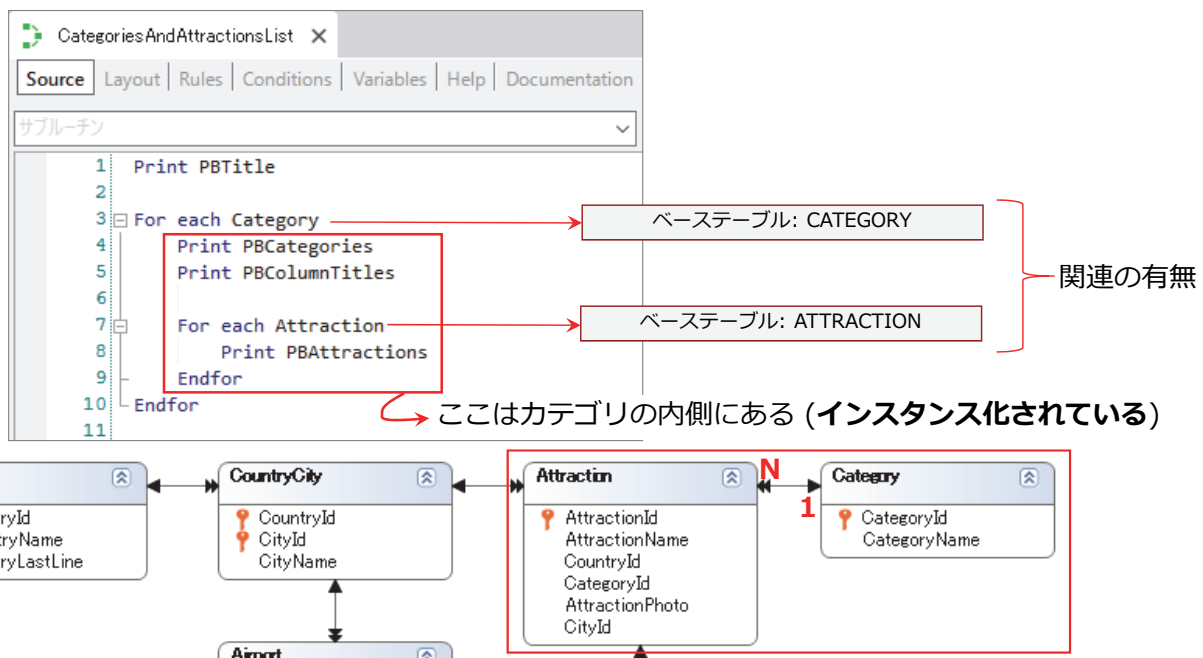 CategoriesAndAttractionsList
Source Layout Rules Conditions Variables Help Documentation
サブルーチン
1 Print PBTitle
2
3 For each Category
4 Print PBCategories
5 Print PBColumnTitles
6
7 For each Attraction
8 Print PBAttractions
9 Endfor
10 Endfor
11
ベーステーブル: CATEGORY
ベーステーブル: ATTRACTION
関連の有無
ここはカテゴリの内側にある (インスタンス化されている)
ryId
tryName
ryLastLine
CountryCity
CountryId
CityId
CityName
Airport
Attraction
AttractionId
AttractionName
CountryId
CategoryId
AttractionPhoto
CityId
N
1
Category
CategoryId
CategoryName